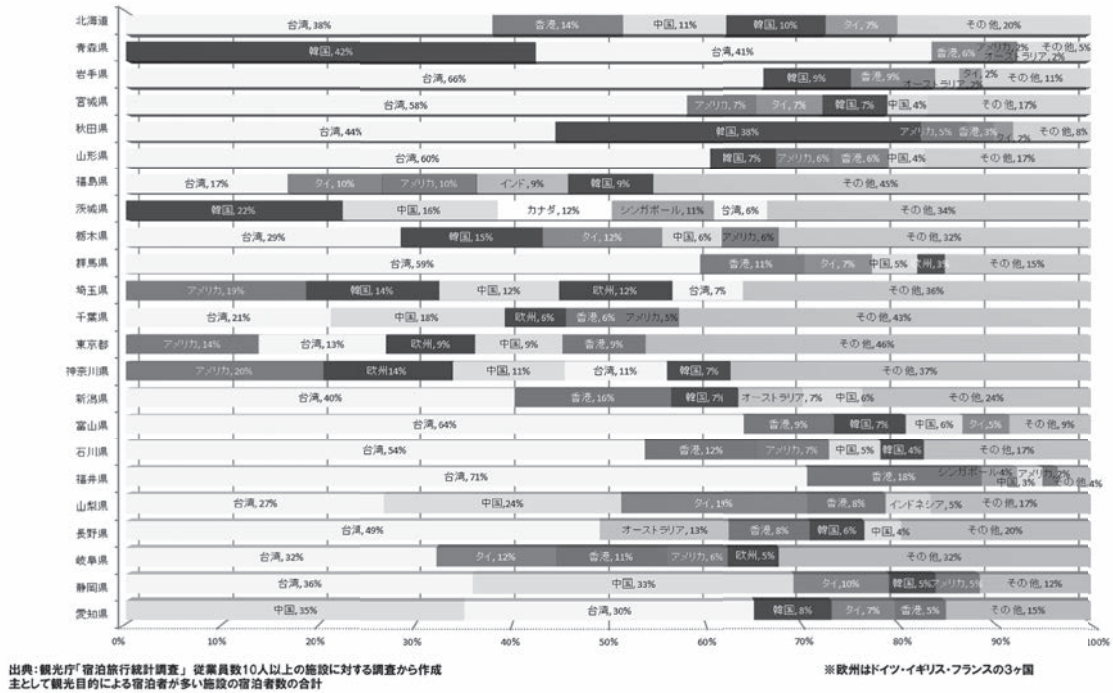 北海道 台湾, 38% 香港, 14% 中国, 11% 韓国, 10% タイ, 7% その他, 20%
青森県 韓国, 42% 台湾, 41% 香港, 6% アメリカ, 2% オーストラリア, 2% その他, 5%
岩手県 台湾, 66% 韓国, 9% 香港, 9% オーストラリア, 2% タイ, 2% その他, 11%
宮城県 台湾, 58% アメリカ, 7% タイ, 7% 韓国, 7% 中国, 4% その他, 17%
秋田県 台湾, 44% 韓国, 38% アメリカ, 5% 香港, 3% タイ, 2% その他, 8%
山形県 台湾, 60% 韓国, 7% アメリカ, 6% 香港, 6% 中国, 4% その他, 17%
福島県 台湾, 17% タイ, 10% アメリカ, 10% インド, 9% 韓国, 9% その他, 45%
茨城県 韓国, 22% 中国, 16% カナダ, 12% シンガポール, 11% 台湾, 6% その他, 34%
栃木県 台湾, 29% 韓国, 15% タイ, 12% 中国, 6% アメリカ, 6% その他, 32%
群馬県 台湾, 59% 香港, 11% タイ, 7% 中国, 5% 欧州, 3% その他, 15%
埼玉県 アメリカ, 19% 韓国, 14% 中国, 12% 欧州, 12% 台湾, 7% その他, 36%
千葉県 台湾, 21% 中国, 18% 欧州, 6% 香港, 6% アメリカ, 5% その他, 43%
東京都 アメリカ, 14% 台湾, 13% 欧州, 9% 中国, 9% 香港, 9% その他, 46%
神奈川県 アメリカ, 20% 欧州14% 中国, 11% 台湾, 11% 韓国, 7% その他, 37%
新潟県 台湾, 40% 香港, 16% 韓国, 7% オーストラリア, 7% 中国, 6% その他, 24%
富山県 台湾, 64% 香港, 9% 韓国, 7% 中国, 6% タイ, 5% その他, 9%
石川県 台湾, 54% 香港, 12% アメリカ, 7% 中国, 5% 韓国, 4% その他, 17%
福井県 台湾, 71% 香港, 18% シンガポール4% 中国, 3% アメリカ, 2% その他, 4%
山梨県 台湾, 27% 中国, 24% タイ, 19% 香港, 8% インドネシア, 5% その他, 17%
長野県 台湾, 49% オーストラリア, 13% 香港, 8% 韓国, 6% 中国, 4% その他, 20%
岐阜県 台湾, 32% タイ, 12% 香港, 11% アメリカ, 6% 欧州, 5% その他, 32%
静岡県 台湾, 36% 中国, 33% タイ, 10% 韓国, 5% アメリカ, 5% その他, 12%
愛知県 中国, 35% 台湾, 30% 韓国, 8% タイ, 7% 香港, 5% その他, 15%
0% 10% 20% 30% 40% 50% 60% 70% 80% 90% 100%
出典：観光庁「宿泊旅行統計調査」 従業員数10人以上の施設に対する調査から作成
主として観光目的による宿泊者が多い施設の宿泊者数の合計
※欧州はドイツ・イギリス・フランスの3ヶ国